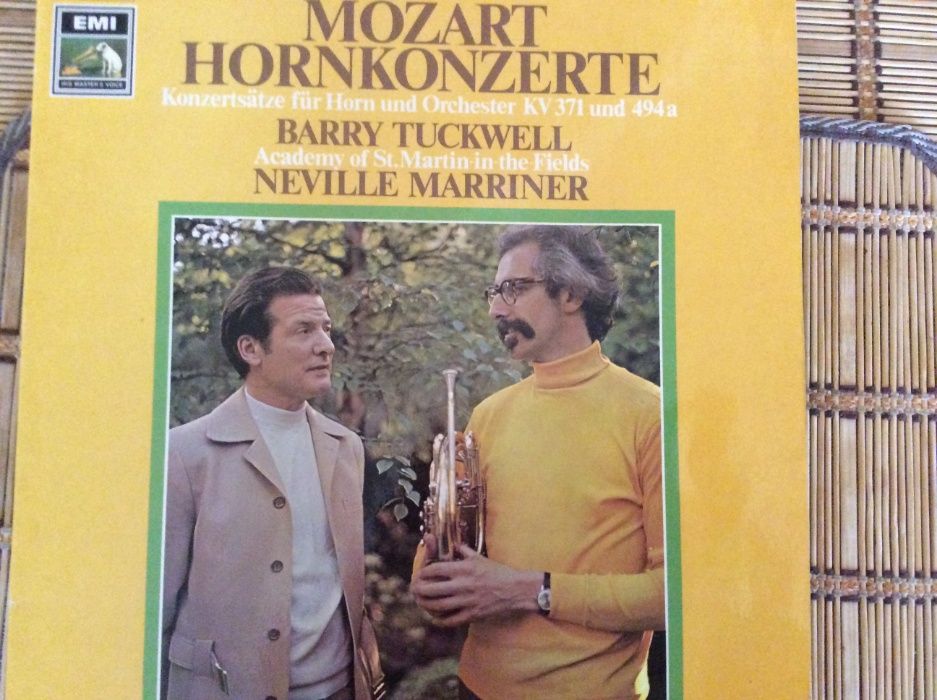 EMI
HIS MASTER'S VOICE
MOZART
HORNKONZERTE
Konzertsätze für Horn und Orchester KV 371 und 494a
BARRY TUCKWELL
Academy of St. Martin-in-the-Fields
NEVILLE MARRINER